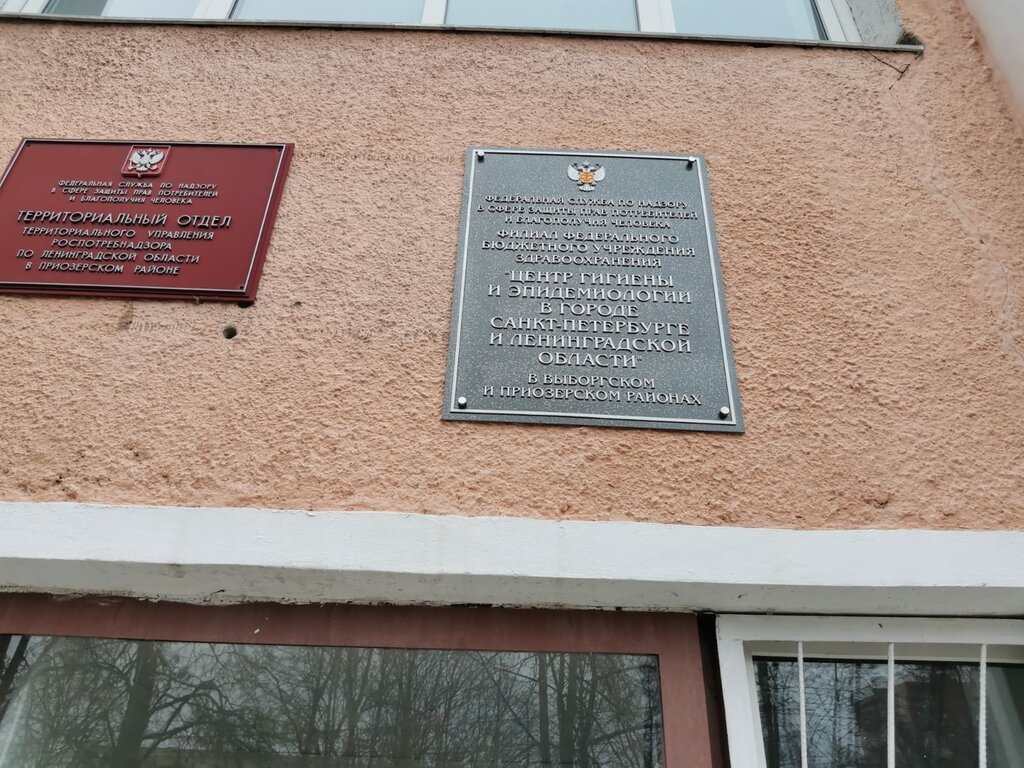 ФЕДЕРАЛЬНАЯ СЛУЖБА ПО НАДЗОРУ
В СФЕРЕ ЗАЩИТЫ ПРАВ ПОТРЕБИТЕЛЕЙ
И БЛАГОПОЛУЧИЯ ЧЕЛОВЕКА
ТЕРРИТОРИАЛЬНЫЙ ОТДЕЛ
ТЕРРИТОРИАЛЬНОГО УПРАВЛЕНИЯ
РОСПОТРЕБНАДЗОРА
ПО ЛЕНИНГРАДСКОЙ ОБЛАСТИ
В ПРИОЗЕРСКОМ РАЙОНЕ
ФЕДЕРАЛЬНАЯ СЛУЖБА ПО НАДЗОРУ
В СФЕРЕ ЗАЩИТЫ ПРАВ ПОТРЕБИТЕЛЕЙ
И БЛАГОПОЛУЧИЯ ЧЕЛОВЕКА
ФИЛИАЛ ФЕДЕРАЛЬНОГО
БЮДЖЕТНОГО УЧРЕЖДЕНИЯ
ЗДРАВООХРАНЕНИЯ
"ЦЕНТР ГИГИЕНЫ
И ЭПИДЕМИОЛОГИИ
В ГОРОДЕ
САНКТ-ПЕТЕРБУРГЕ
И ЛЕНИНГРАДСКОЙ
ОБЛАСТИ"
В ВЫБОРГСКОМ
И ПРИОЗЕРСКОМ РАЙОНАХ